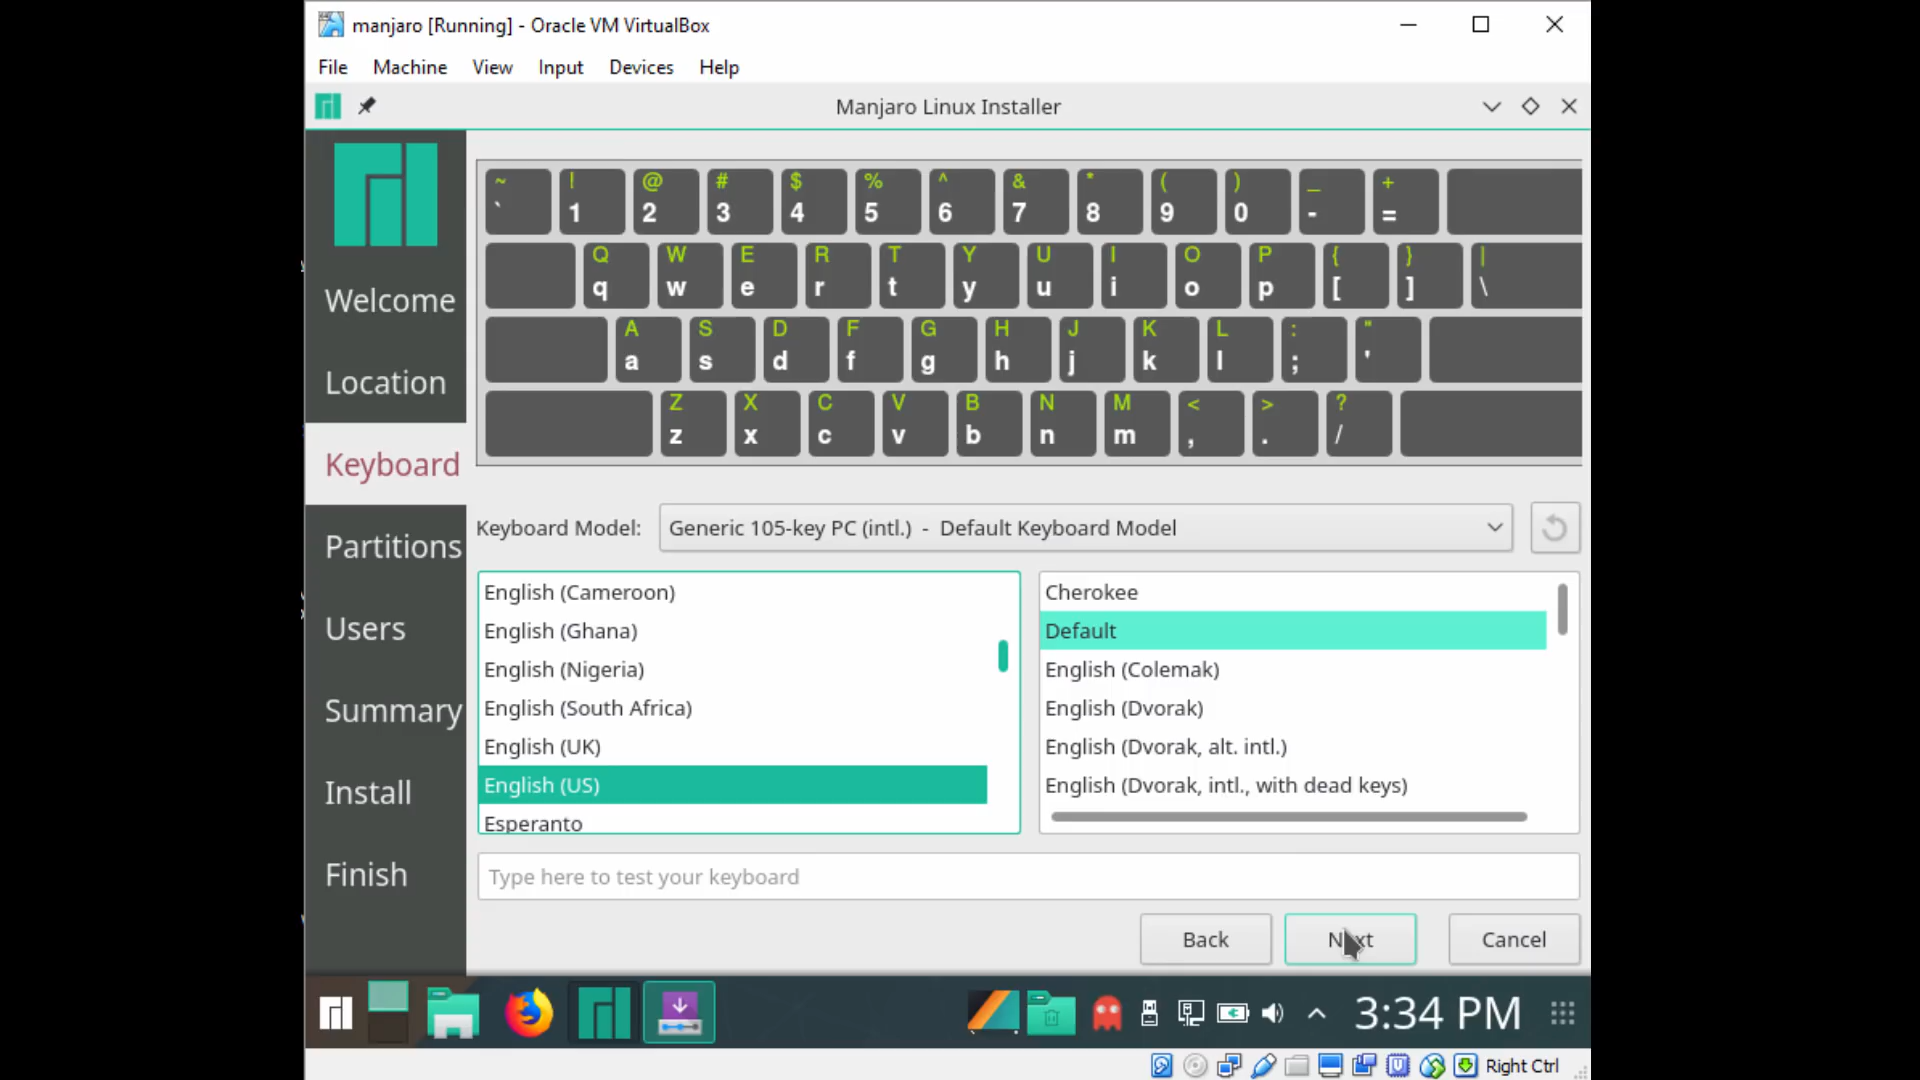 manjaro [Running] - Oracle VM VirtualBox
File Machine View Input Devices Help
Manjaro Linux Installer
~ ! @ # $ % ^ & * ( ) _ +
` 1 2 3 4 5 6 7 8 9 0 - =
Q W E R T Y U I O P { } |
q w e r t y u i o p [ ] \
A S D F G H J K L : "
a s d f g h j k l ; '
Z X C V B N M < > ?
z x c v b n m , . /
Welcome
Location
Keyboard
Partitions
Users
Summary
Install
Finish
Keyboard Model: Generic 105-key PC (intl.) - Default Keyboard Model
English (Cameroon)
English (Ghana)
English (Nigeria)
English (South Africa)
English (UK)
English (US)
Esperanto
Cherokee
Default
English (Colemak)
English (Dvorak)
English (Dvorak, alt. intl.)
English (Dvorak, intl., with dead keys)
Type here to test your keyboard
Back Next Cancel
3:34 PM
Right Ctrl